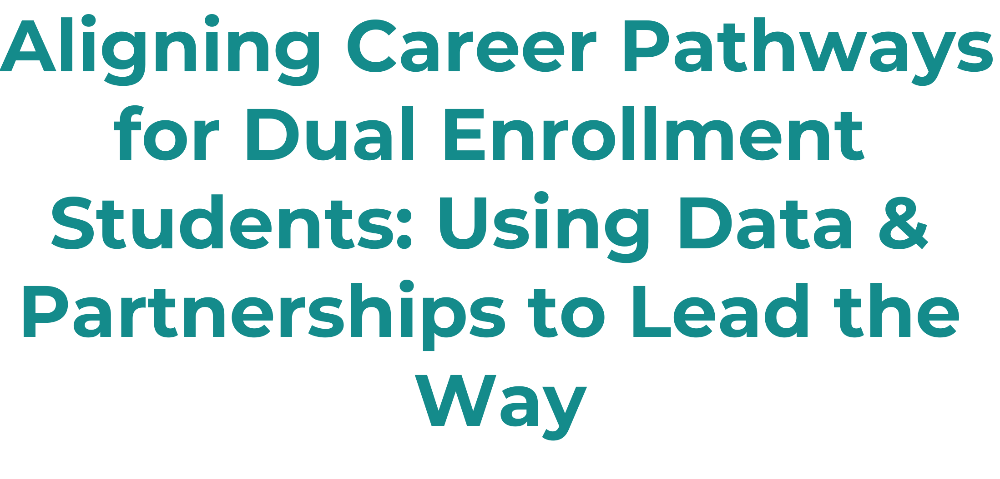 Aligning Career Pathways
for Dual Enrollment
Students: Using Data &
Partnerships to Lead the
Way